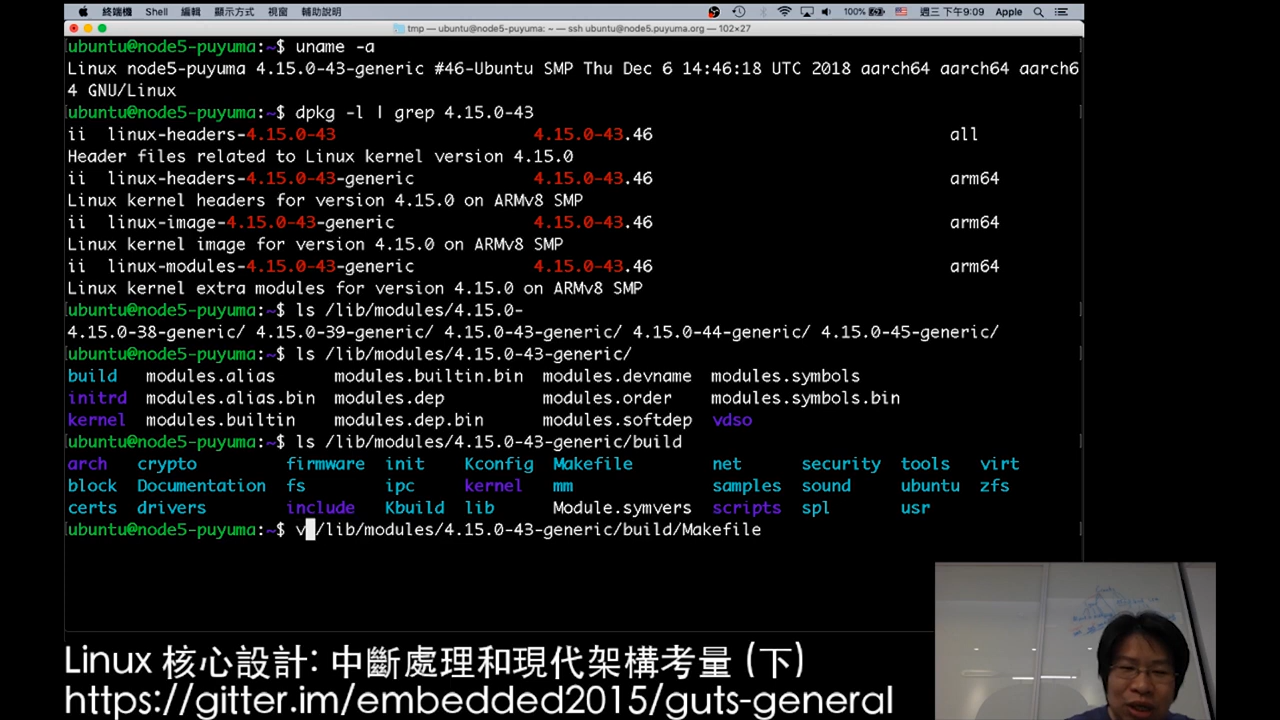 終端機 Shell 編輯 顯示方式 視窗 輔助說明 100% 週三 下午9:09 Apple
tmp — ubuntu@node5-puyuma: ~ — ssh ubuntu@node5.puyuma.org — 102×27
ubuntu@node5-puyuma:~$ uname -a
Linux node5-puyuma 4.15.0-43-generic #46-Ubuntu SMP Thu Dec 6 14:46:18 UTC 2018 aarch64 aarch64 aarch6
4 GNU/Linux
ubuntu@node5-puyuma:~$ dpkg -l | grep 4.15.0-43
ii linux-headers-4.15.0-43 4.15.0-43.46 all
Header files related to Linux kernel version 4.15.0
ii linux-headers-4.15.0-43-generic 4.15.0-43.46 arm64
Linux kernel headers for version 4.15.0 on ARMv8 SMP
ii linux-image-4.15.0-43-generic 4.15.0-43.46 arm64
Linux kernel image for version 4.15.0 on ARMv8 SMP
ii linux-modules-4.15.0-43-generic 4.15.0-43.46 arm64
Linux kernel extra modules for version 4.15.0 on ARMv8 SMP
ubuntu@node5-puyuma:~$ ls /lib/modules/4.15.0-
4.15.0-38-generic/ 4.15.0-39-generic/ 4.15.0-43-generic/ 4.15.0-44-generic/ 4.15.0-45-generic/
ubuntu@node5-puyuma:~$ ls /lib/modules/4.15.0-43-generic/
build modules.alias modules.builtin.bin modules.devname modules.symbols
initrd modules.alias.bin modules.dep modules.order modules.symbols.bin
kernel modules.builtin modules.dep.bin modules.softdep vdso
ubuntu@node5-puyuma:~$ ls /lib/modules/4.15.0-43-generic/build
arch crypto firmware init Kconfig Makefile net security tools virt
block Documentation fs ipc kernel mm samples sound ubuntu zfs
certs drivers include Kbuild lib Module.symvers scripts spl usr
ubuntu@node5-puyuma:~$ v /lib/modules/4.15.0-43-generic/build/Makefile
Linux 核心設計: 中斷處理和現代架構考量 (下)
https://gitter.im/embedded2015/guts-general